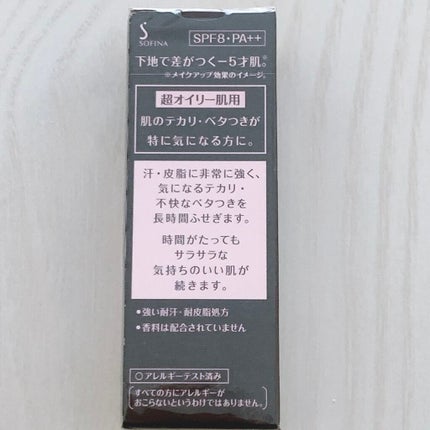 SOFINA
SPF8・PA++
下地で差がつく－5才肌。※
※メイクアップ効果のイメージ。
超オイリー肌用
肌のテカリ・ベタつきが
特に気になる方に。
汗・皮脂に非常に強く、
気になるテカリ・
不快なベタつきを
長時間ふせぎます。
時間がたっても
サラサラな
気持ちのいい肌が
続きます。
●強い耐汗・耐皮脂処方
●香料は配合されていません
○アレルギーテスト済み
すべての方にアレルギーが
おこらないというわけではありません。